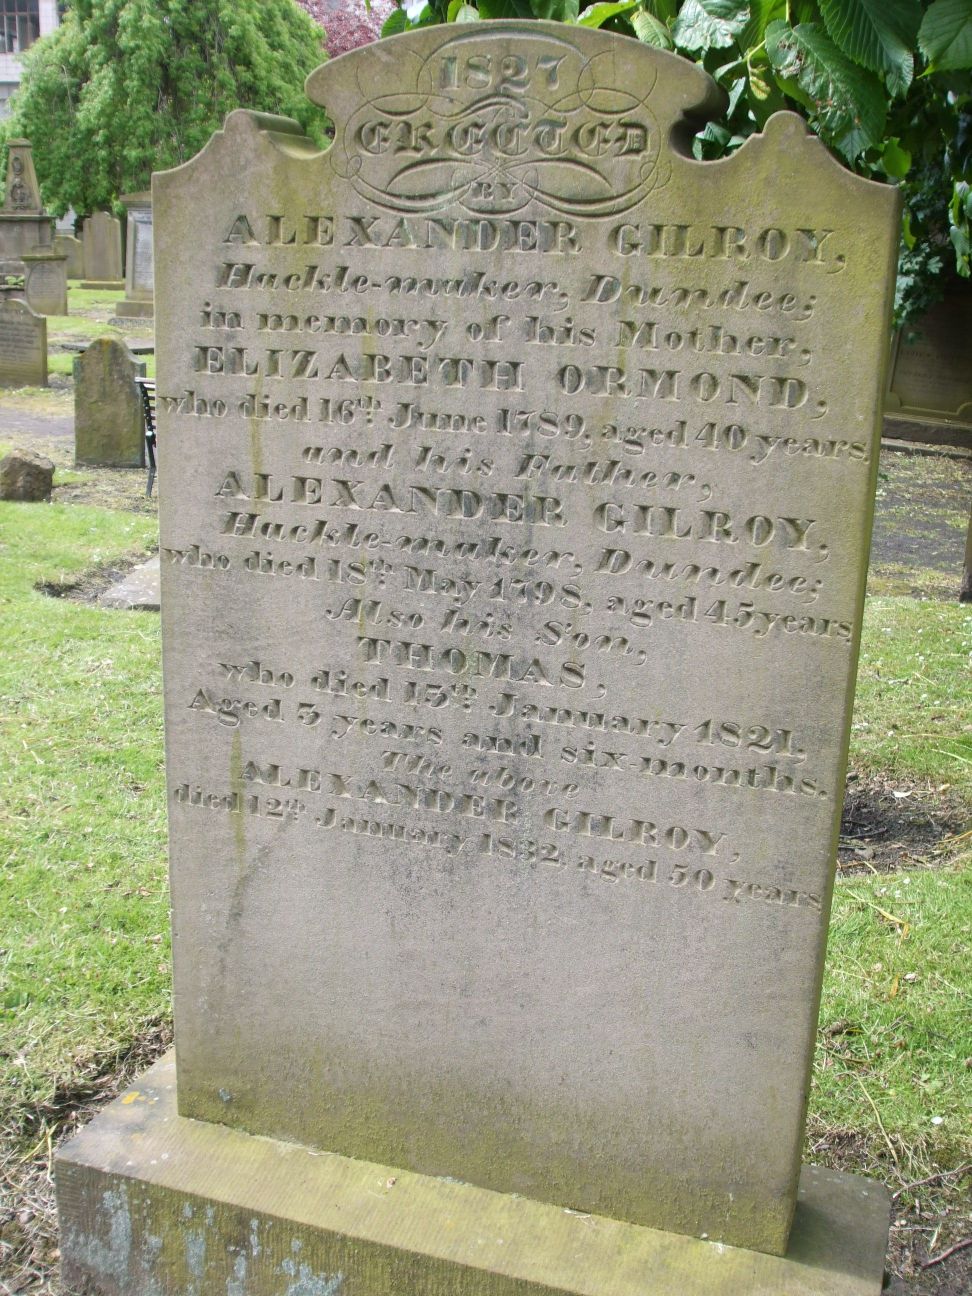 1827
ERECTED
BY
ALEXANDER GILROY,
Hackle-maker, Dundee;
in memory of his Mother,
ELIZABETH ORMOND,
who died 16th June 1789, aged 40 years.
and his Father,
ALEXANDER GILROY,
Hackle-maker, Dundee;
who died 18th May 1798, aged 45 years
Also his Son,
THOMAS,
who died 13th January 1821,
Aged 3 years and six-months.
The above
ALEXANDER GILROY,
died 12th January 1832 aged 50 years